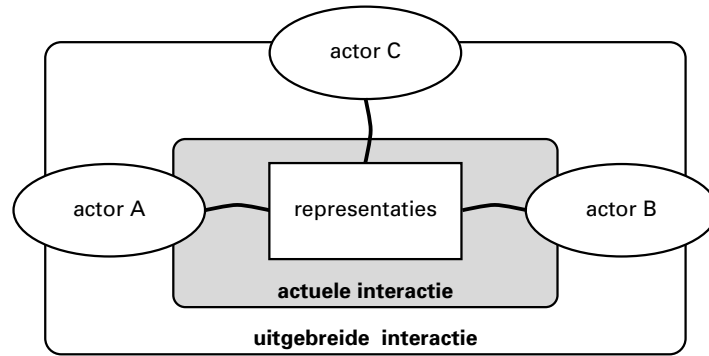 actor C
actor A
representaties
actor B
actuele interactie
uitgebreide interactie